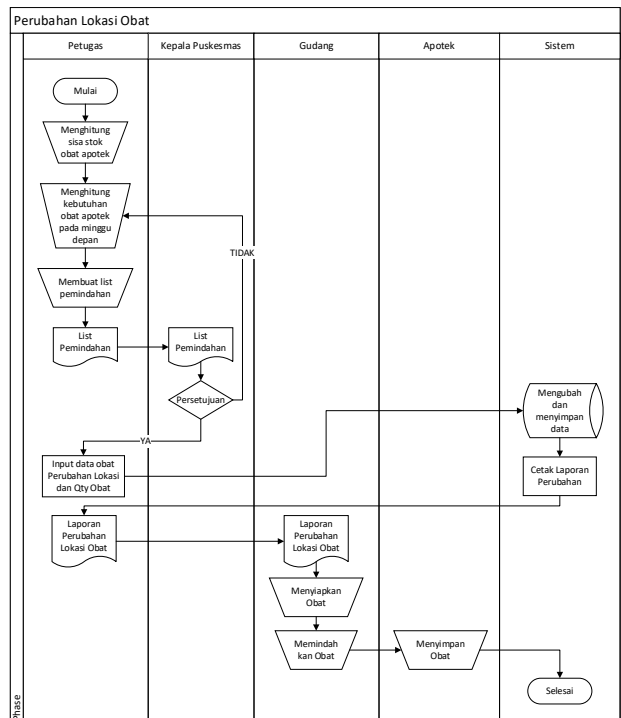 Perubahan Lokasi Obat
Petugas
Kepala Puskesmas
Gudang
Apotek
Sistem
Mulai
Menghitung
sisa stok
obat apotek
Menghitung
kebutuhan
obat apotek
pada minggu
depan
TIDAK
Membuat list
pemindahan
List
Pemindahan
List
Pemindahan
Persetujuan
Mengubah
dan
menyimpan
data
YA
Input data obat
Perubahan Lokasi
dan Qty Obat
Cetak Laporan
Perubahan
Laporan
Perubahan
Lokasi Obat
Laporan
Perubahan
Lokasi Obat
Menyiapkan
Obat
Memindah
kan Obat
Menyimpan
Obat
Selesai
Phase